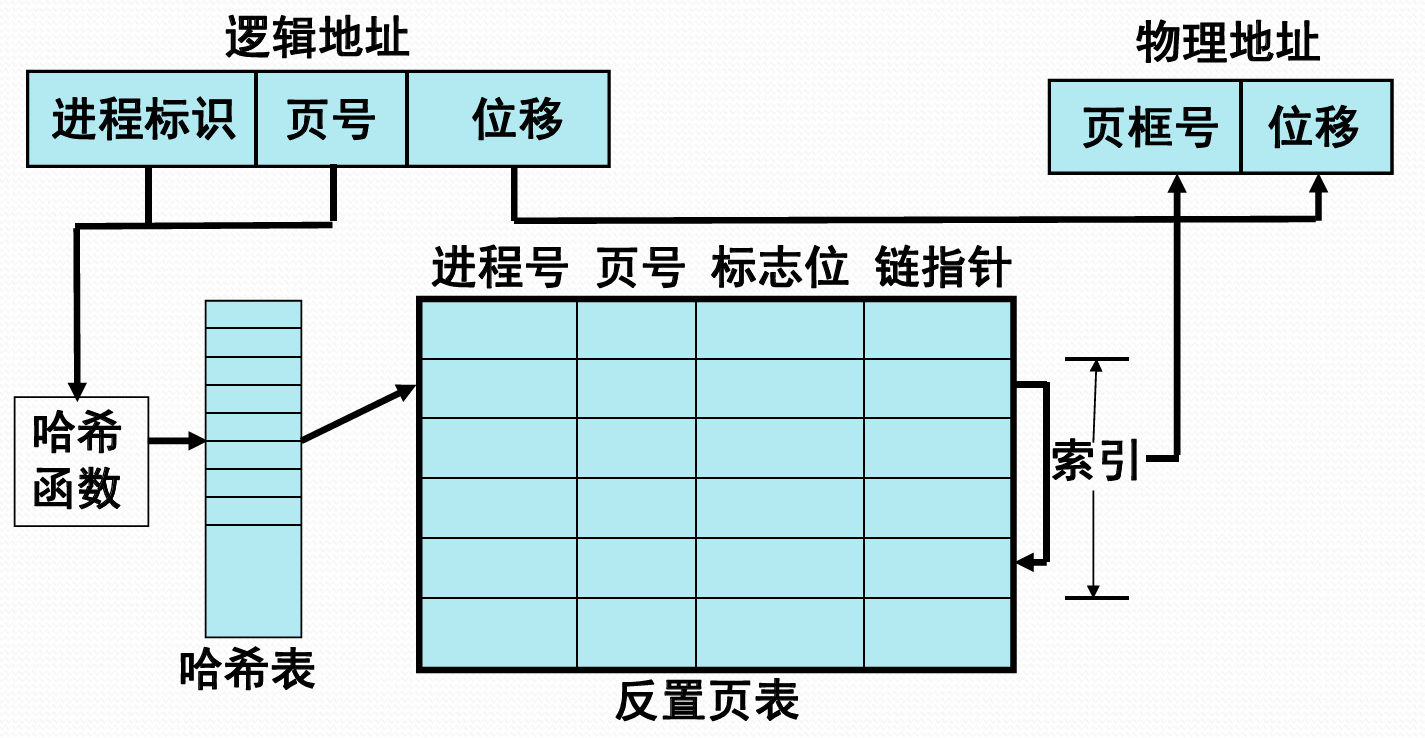 逻辑地址
物理地址
进程标识 页号 位移
页框号 位移
进程号 页号 标志位 链指针
哈希
函数
索引
哈希表
反置页表